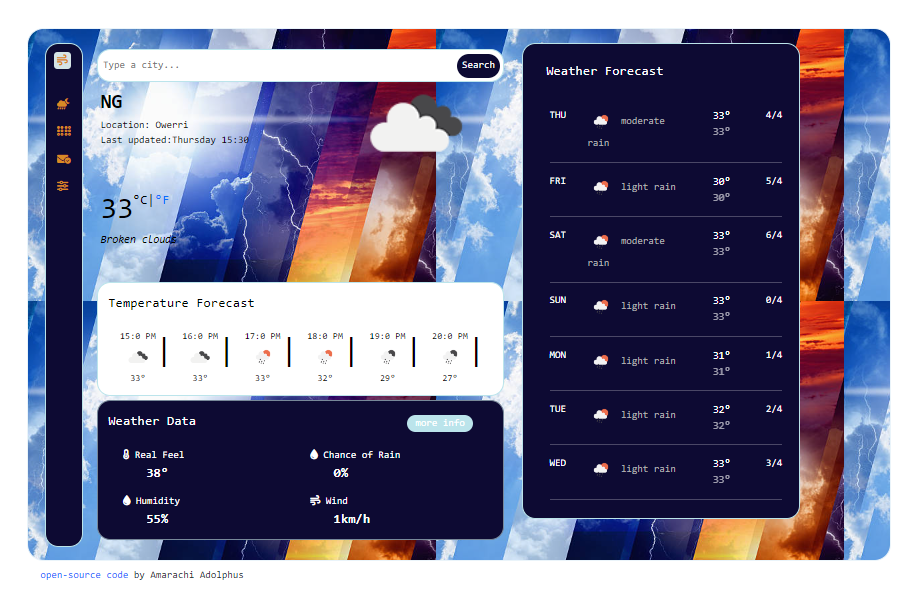 Type a city...
Search
NG
Location: Owerri
Last updated:Thursday 15:30
33°C|°F
Broken clouds
Temperature Forecast
15:0 PM 16:0 PM 17:0 PM 18:0 PM 19:0 PM 20:0 PM
33° 33° 33° 32° 29° 27°
Weather Data
more info
Real Feel Chance of Rain
38° 0%
Humidity Wind
55% 1km/h
Weather Forecast
THU moderate rain 33° 4/4
33°
FRI light rain 30° 5/4
30°
SAT moderate rain 33° 6/4
33°
SUN light rain 33° 0/4
33°
MON light rain 31° 1/4
31°
TUE light rain 32° 2/4
32°
WED light rain 33° 3/4
33°
open-source code by Amarachi Adolphus